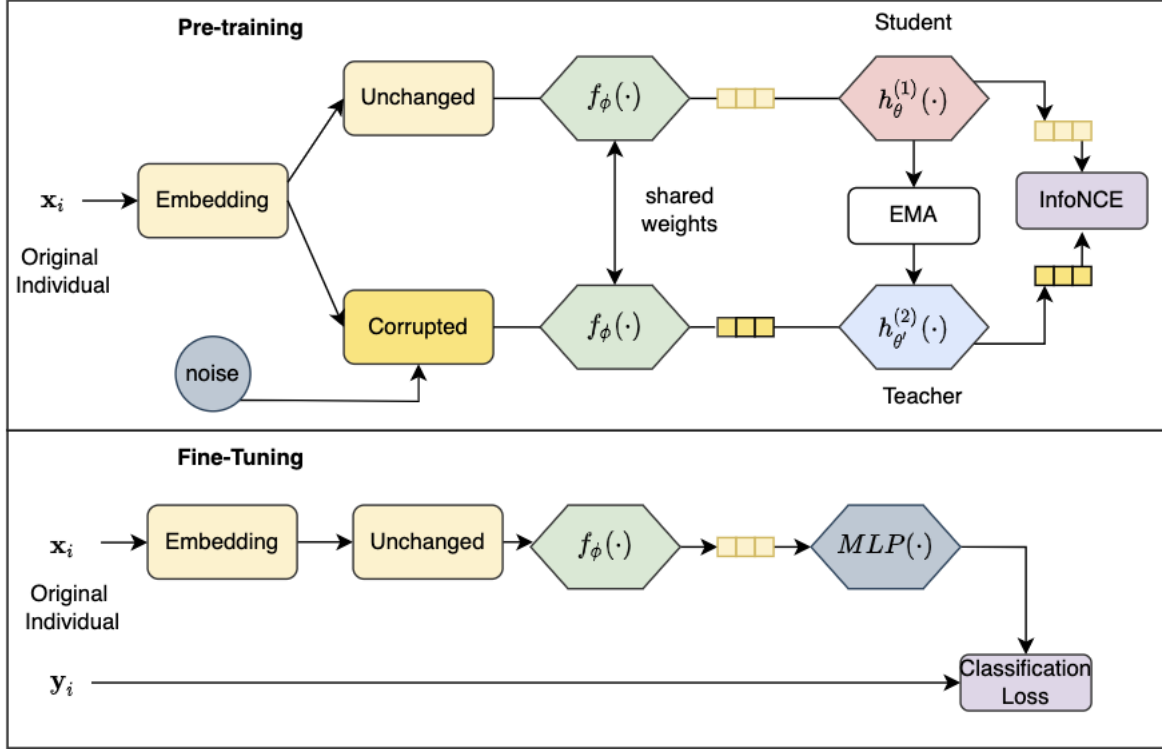 Pre-training
Student
Unchanged
f_ϕ(·)
h_θ^{(1)}(·)
x_i
Embedding
shared
weights
EMA
InfoNCE
Original
Individual
Corrupted
f_ϕ(·)
h_{θ'}^{(2)}(·)
noise
Teacher
Fine-Tuning
x_i
Embedding
Unchanged
f_ϕ(·)
MLP(·)
Original
Individual
y_i
Classification
Loss